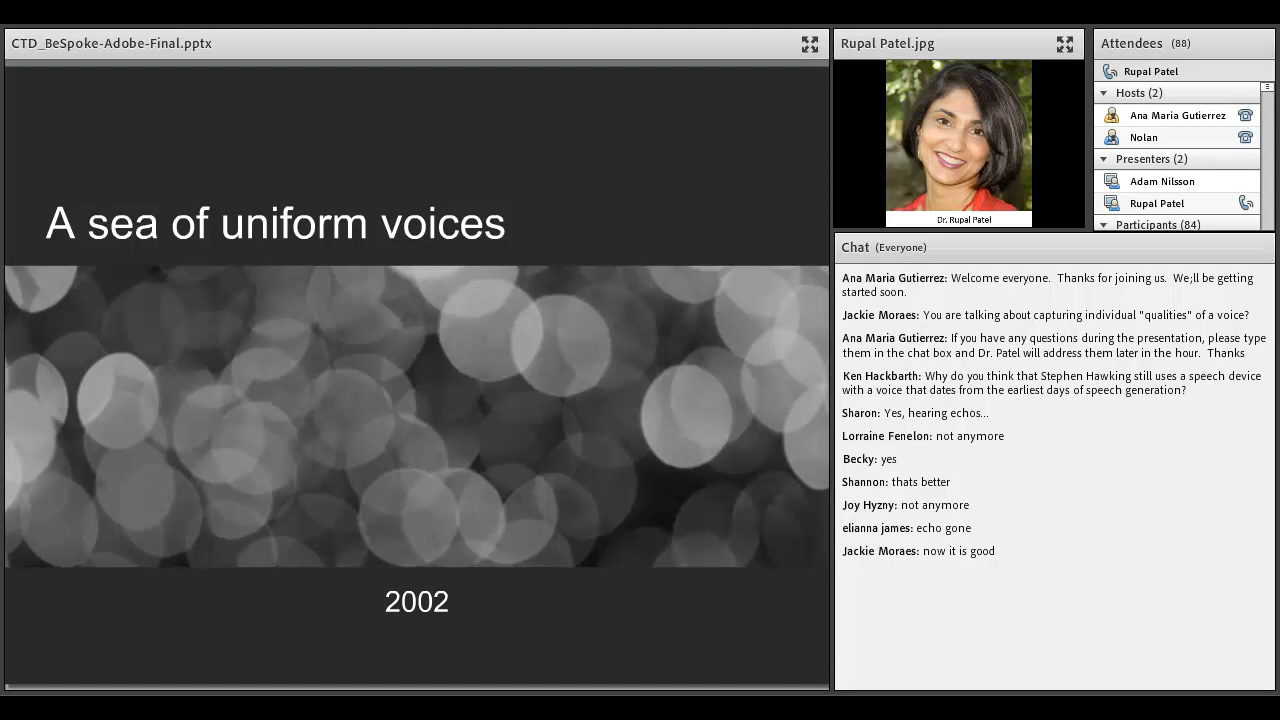 CTD_BeSpoke-Adobe-Final.pptx
A sea of uniform voices
2002
Rupal Patel.jpg
Dr. Rupal Patel
Attendees (88)
Rupal Patel
Hosts (2)
Ana Maria Gutierrez
Nolan
Presenters (2)
Adam Nilsson
Rupal Patel
Participants (84)
Chat (Everyone)
Ana Maria Gutierrez: Welcome everyone. Thanks for joining us. We;ll be getting
started soon.
Jackie Moraes: You are talking about capturing individual "qualities" of a voice?
Ana Maria Gutierrez: If you have any questions during the presentation, please type
them in the chat box and Dr. Patel will address them later in the hour. Thanks
Ken Hackbarth: Why do you think that Stephen Hawking still uses a speech device
with a voice that dates from the earliest days of speech generation?
Sharon: Yes, hearing echos...
Lorraine Fenelon: not anymore
Becky: yes
Shannon: thats better
Joy Hyzny: not anymore
elianna james: echo gone
Jackie Moraes: now it is good